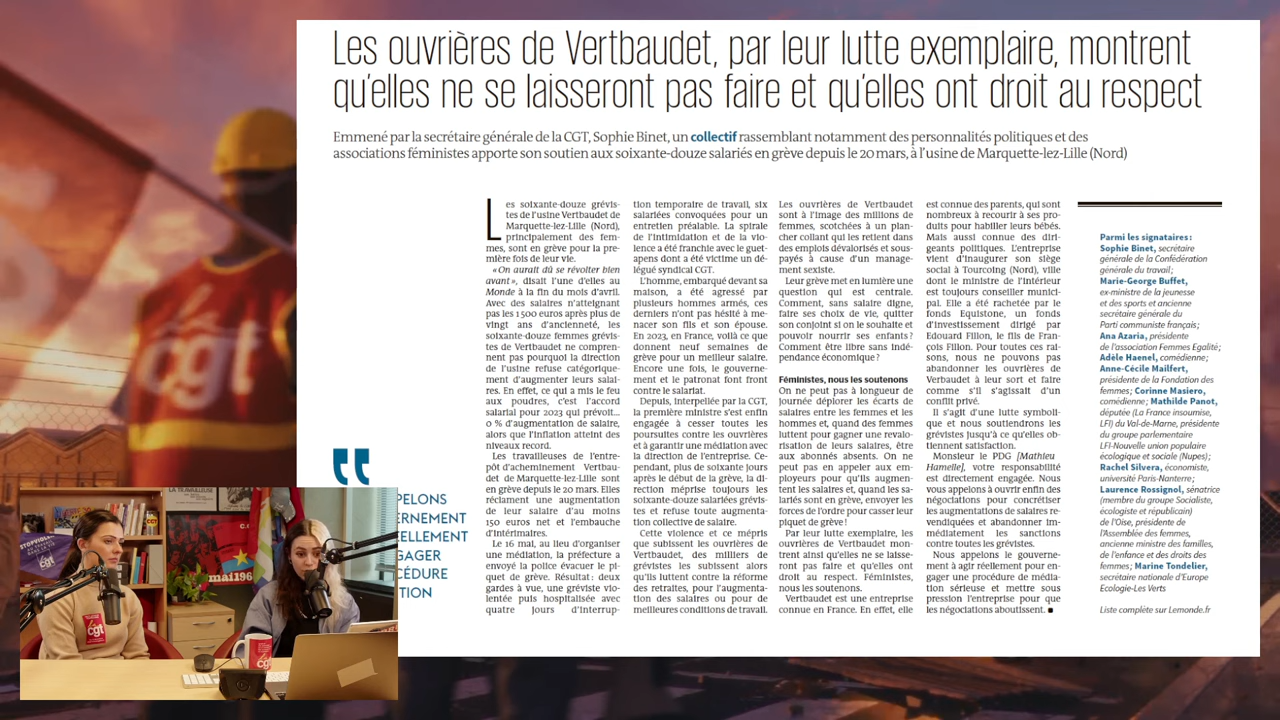 Les ouvrières de Vertbaudet, par leur lutte exemplaire, montrent
qu'elles ne se laisseront pas faire et qu'elles ont droit au respect
Emmené par la secrétaire générale de la CGT, Sophie Binet, un collectif rassemblant notamment des personnalités politiques et des
associations féministes apporte son soutien aux soixante-douze salariés en grève depuis le 20 mars, à l'usine de Marquette-lez-Lille (Nord)
Les soixante-douze grévis-
tes de l'usine Vertbaudet de
Marquette-lez-Lille (Nord),
principalement des fem-
mes, sont en grève pour la pre-
mière fois de leur vie.
« On aurait dû se révolter bien
avant », disait l'une d'elles au
Monde à la fin du mois d'avril.
Avec des salaires n'atteignant
pas les 1 500 euros après plus de
vingt ans d'ancienneté, les
soixante-douze femmes grévis-
tes de Vertbaudet ne compren-
nent pas pourquoi la direction
de l'usine refuse catégorique-
ment d'augmenter leurs salai-
res. En effet, ce qui a mis le feu
aux poudres, c'est l'accord
salarial pour 2023 qui prévoit...
0 % d'augmentation de salaire,
alors que l'inflation atteint des
niveaux record.
Les travailleuses de l'entre-
pôt d'acheminement Vertbau-
det de Marquette-lez-Lille sont
en grève depuis le 20 mars. Elles
réclament une augmentation
de leur salaire d'au moins
150 euros net et l'embauche
d'intérimaires.
Le 16 mai, au lieu d'organiser
une médiation, la préfecture a
envoyé la police évacuer le pi-
quet de grève. Résultat : deux
gardes à vue, une gréviste vio-
lentée puis hospitalisée avec
quatre jours d'interrup-
tion temporaire de travail, six
salariées convoquées pour un
entretien préalable. La spirale
de l'intimidation et de la vio-
lence a été franchie avec le guet-
apens dont a été victime un dé-
légué syndical CGT.
L'homme, embarqué devant sa
maison, a été agressé par
plusieurs hommes armés, ces
derniers n'ont pas hésité à me-
nacer son fils et son épouse.
En 2023, en France, voilà ce que
donnent neuf semaines de
grève pour un meilleur salaire.
Encore une fois, le gouverne-
ment et le patronat font front
contre le salariat.
Depuis, interpellée par la CGT,
la première ministre s'est enfin
engagée à cesser toutes les
poursuites contre les ouvrières
et à garantir une médiation avec
la direction de l'entreprise. Ce-
pendant, plus de soixante jours
après le début de la grève, la di-
rection méprise toujours les
soixante-douze salariées grévis-
tes et refuse toute augmenta-
tion collective de salaire.
Cette violence et ce mépris
que subissent les ouvrières de
Vertbaudet, des milliers de
grévistes les subissent alors
qu'ils luttent contre la réforme
des retraites, pour l'augmenta-
tion des salaires ou pour de
meilleures conditions de travail.
Les ouvrières de Vertbaudet
sont à l'image des millions de
femmes, scotchées à un plan-
cher collant qui les retient dans
des emplois dévalorisés et sous-
payés à cause d'un manage-
ment sexiste.
Leur grève met en lumière une
question qui est centrale.
Comment, sans salaire digne,
faire ses choix de vie, quitter
son conjoint si on le souhaite et
pouvoir nourrir ses enfants ?
Comment être libre sans indé-
pendance économique ?
Féministes, nous les soutenons
On ne peut pas à longueur de
journée déplorer les écarts de
salaires entre les femmes et les
hommes et, quand des femmes
luttent pour gagner une revalo-
risation de leurs salaires, être
aux abonnés absents. On ne
peut pas en appeler aux em-
ployeurs pour qu'ils augmen-
tent les salaires et, quand les sa-
lariés sont en grève, envoyer les
forces de l'ordre pour casser leur
piquet de grève !
Par leur lutte exemplaire, les
ouvrières de Vertbaudet mon-
trent ainsi qu'elles ne se laisse-
ront pas faire et qu'elles ont
droit au respect. Féministes,
nous les soutenons.
Vertbaudet est une entreprise
connue en France. En effet, elle
est connue des parents, qui sont
nombreux à recourir à ses pro-
duits pour habiller leurs bébés.
Mais aussi connue des diri-
geants politiques. L'entreprise
vient d'inaugurer son siège
social à Tourcoing (Nord), ville
dont le ministre de l'intérieur
est toujours conseiller munici-
pal. Elle a été rachetée par le
fonds Equistone, un fonds
d'investissement dirigé par
Edouard Fillon, le fils de Fran-
çois Fillon. Pour toutes ces rai-
sons, nous ne pouvons pas
abandonner les ouvrières de
Verbaudet à leur sort et faire
comme s'il s'agissait d'un
conflit privé.
Il s'agit d'une lutte symboli-
que et nous soutiendrons les
grévistes jusqu'à ce qu'elles ob-
tiennent satisfaction.
Monsieur le PDG [Mathieu
Hamelle], votre responsabilité
est directement engagée. Nous
vous appelons à ouvrir enfin des
négociations pour concrétiser
les augmentations de salaires re-
vendiquées et abandonner im-
médiatement les sanctions
contre toutes les grévistes.
Nous appelons le gouverne-
ment à agir réellement pour en-
gager une procédure de média-
tion sérieuse et mettre sous
pression l'entreprise pour que
les négociations aboutissent. ■
Parmi les signataires :
Sophie Binet, secrétaire
générale de la Confédération
générale du travail ;
Marie-George Buffet,
ex-ministre de la jeunesse
et des sports et ancienne
secrétaire générale du
Parti communiste français ;
Ana Azaria, présidente
de l'association Femmes Egalité ;
Adèle Haenel, comédienne ;
Anne-Cécile Mailfert,
présidente de la Fondation des
femmes ; Corinne Masiero,
comédienne ; Mathilde Panot,
députée (La France insoumise,
LFI) du Val-de-Marne, présidente
du groupe parlementaire
LFI-Nouvelle union populaire
écologique et sociale (Nupes) ;
Rachel Silvera, économiste,
université Paris-Nanterre ;
Laurence Rossignol, sénatrice
(membre du groupe Socialiste,
écologiste et républicain)
de l'Oise, présidente de
l'Assemblée des femmes,
ancienne ministre des familles,
de l'enfance et des droits des
femmes ; Marine Tondelier,
secrétaire nationale d'Europe
Ecologie-Les Verts
Liste complète sur Lemonde.fr
PELONS
ERNEMENT
ELLEMENT
GAGER
CÉDURE
TION
la
cgt
LA TRAVAILLEUSE
mai196
cgt
cgt